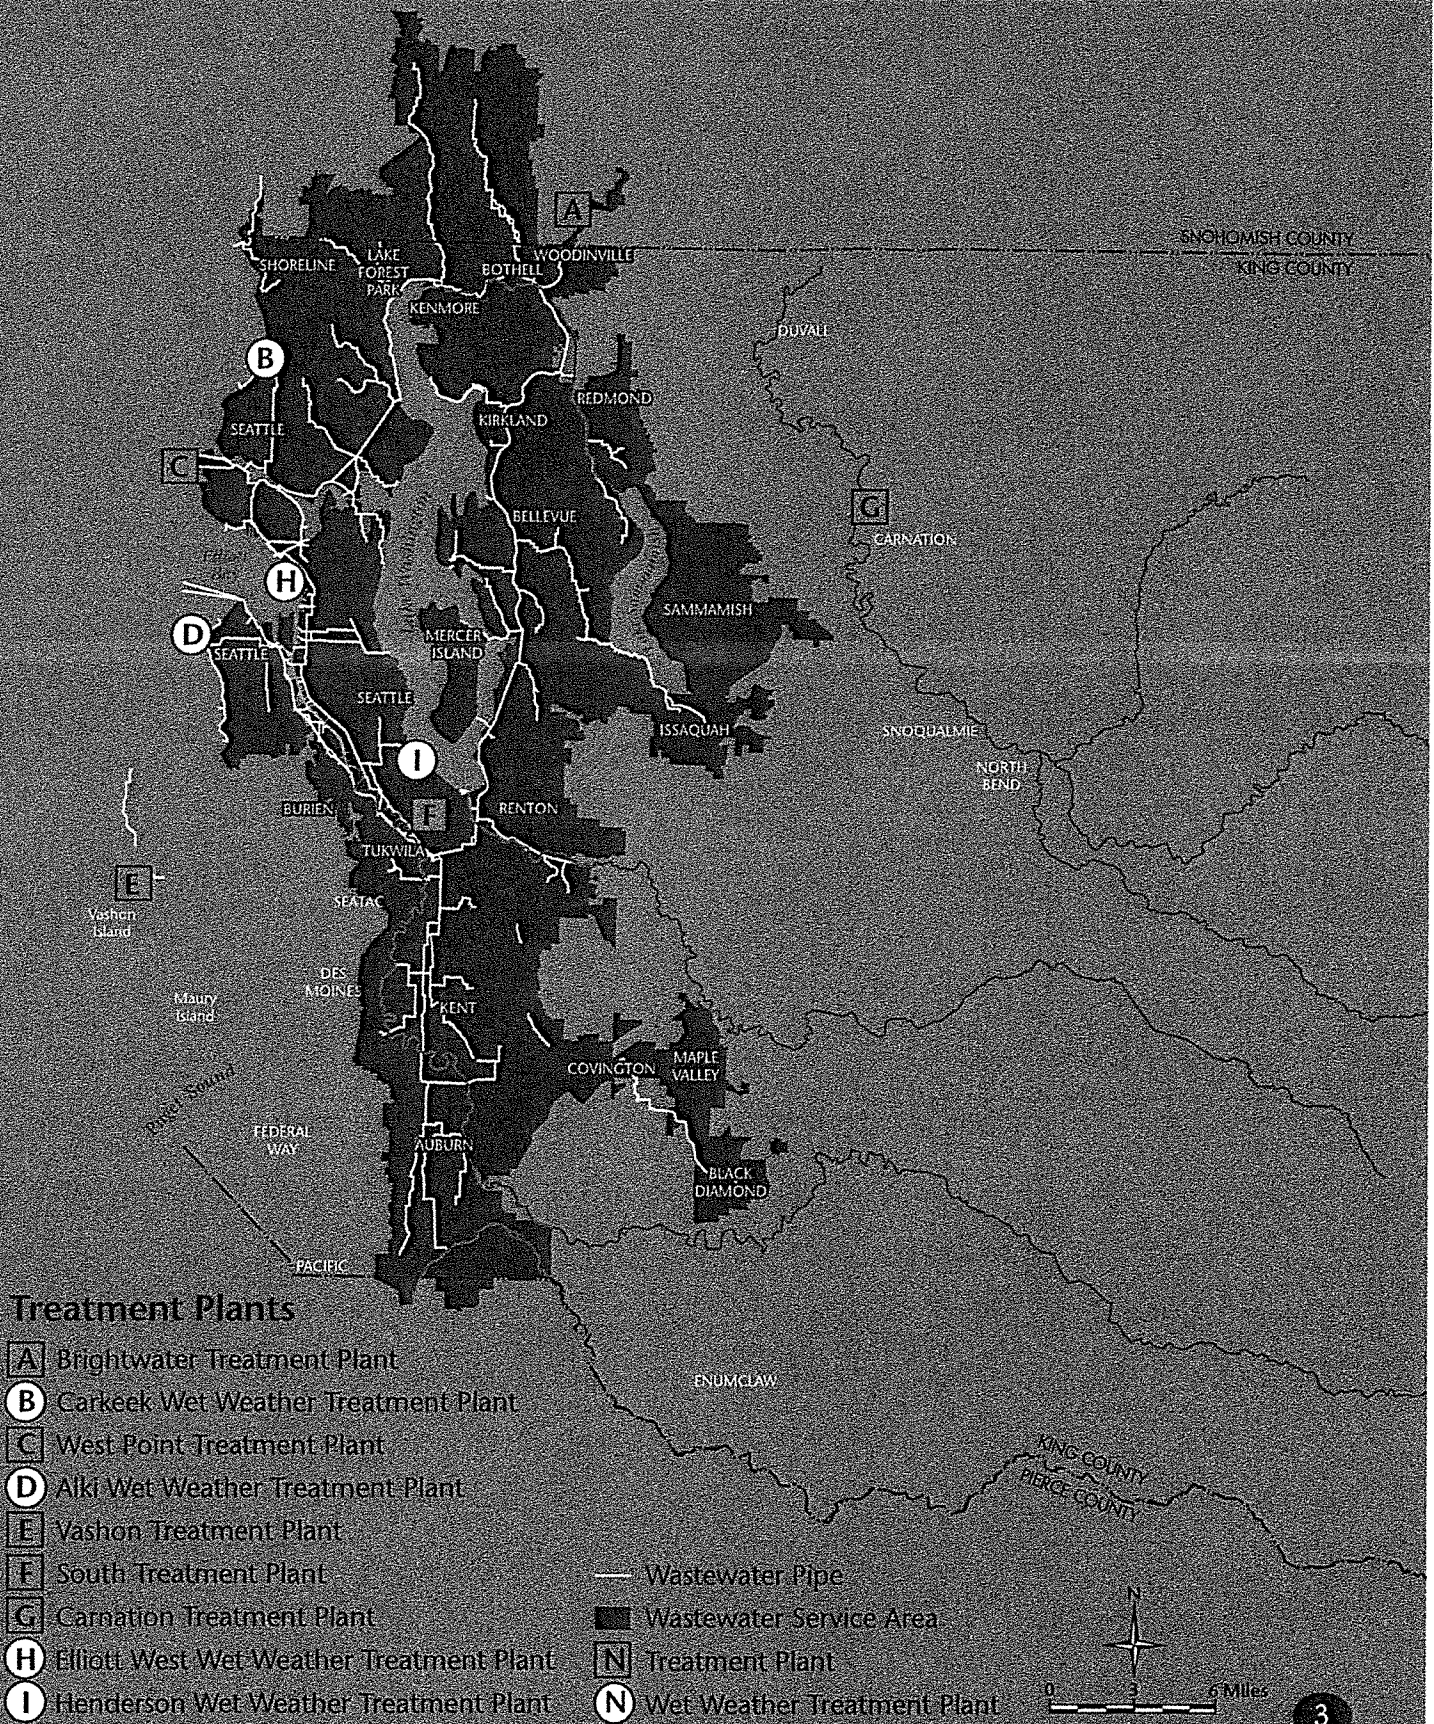 A
SNOHOMISH COUNTY
KING COUNTY
SHORELINE
LAKE
FOREST
PARK
BOTHELL
WOODINVILLE
KENMORE
DUVALL
B
REDMOND
KIRKLAND
SEATTLE
C
G
BELLEVUE
CARNATION
H
SAMMAMISH
D
SEATTLE
MERCER
ISLAND
SEATTLE
ISSAQUAH
SNOQUALMIE
I
NORTH
BEND
BURIEN
F
RENTON
TUKWILA
E
Vashon
Island
SEATAC
DES
MOINES
Maury
Island
KENT
COVINGTON
MAPLE
VALLEY
Puget Sound
FEDERAL
WAY
AUBURN
BLACK
DIAMOND
PACIFIC
ENUMCLAW
KING COUNTY
PIERCE COUNTY
Treatment Plants
A Brightwater Treatment Plant
B Carkeek Wet Weather Treatment Plant
C West Point Treatment Plant
D Alki Wet Weather Treatment Plant
E Vashon Treatment Plant
F South Treatment Plant
G Carnation Treatment Plant
H Elliott West Wet Weather Treatment Plant
I Henderson Wet Weather Treatment Plant
Wastewater Pipe
Wastewater Service Area
N Treatment Plant
N Wet Weather Treatment Plant
N
0 3 6 Miles
3